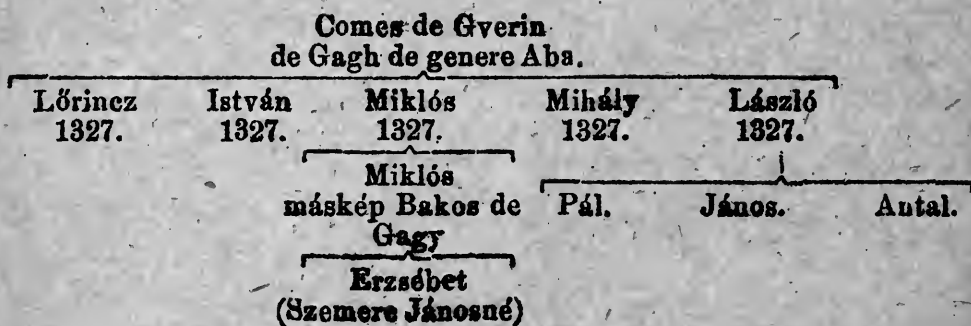 Comes de Gverin
de Gagh de genere Aba.
Lőrincz István Miklós Mihály László
1327. 1327. 1327. 1327. 1327.
Miklós
máskép Bakos de Pál. János. Antal.
Gagy
Erzsébet
(Szemere Jánosné)